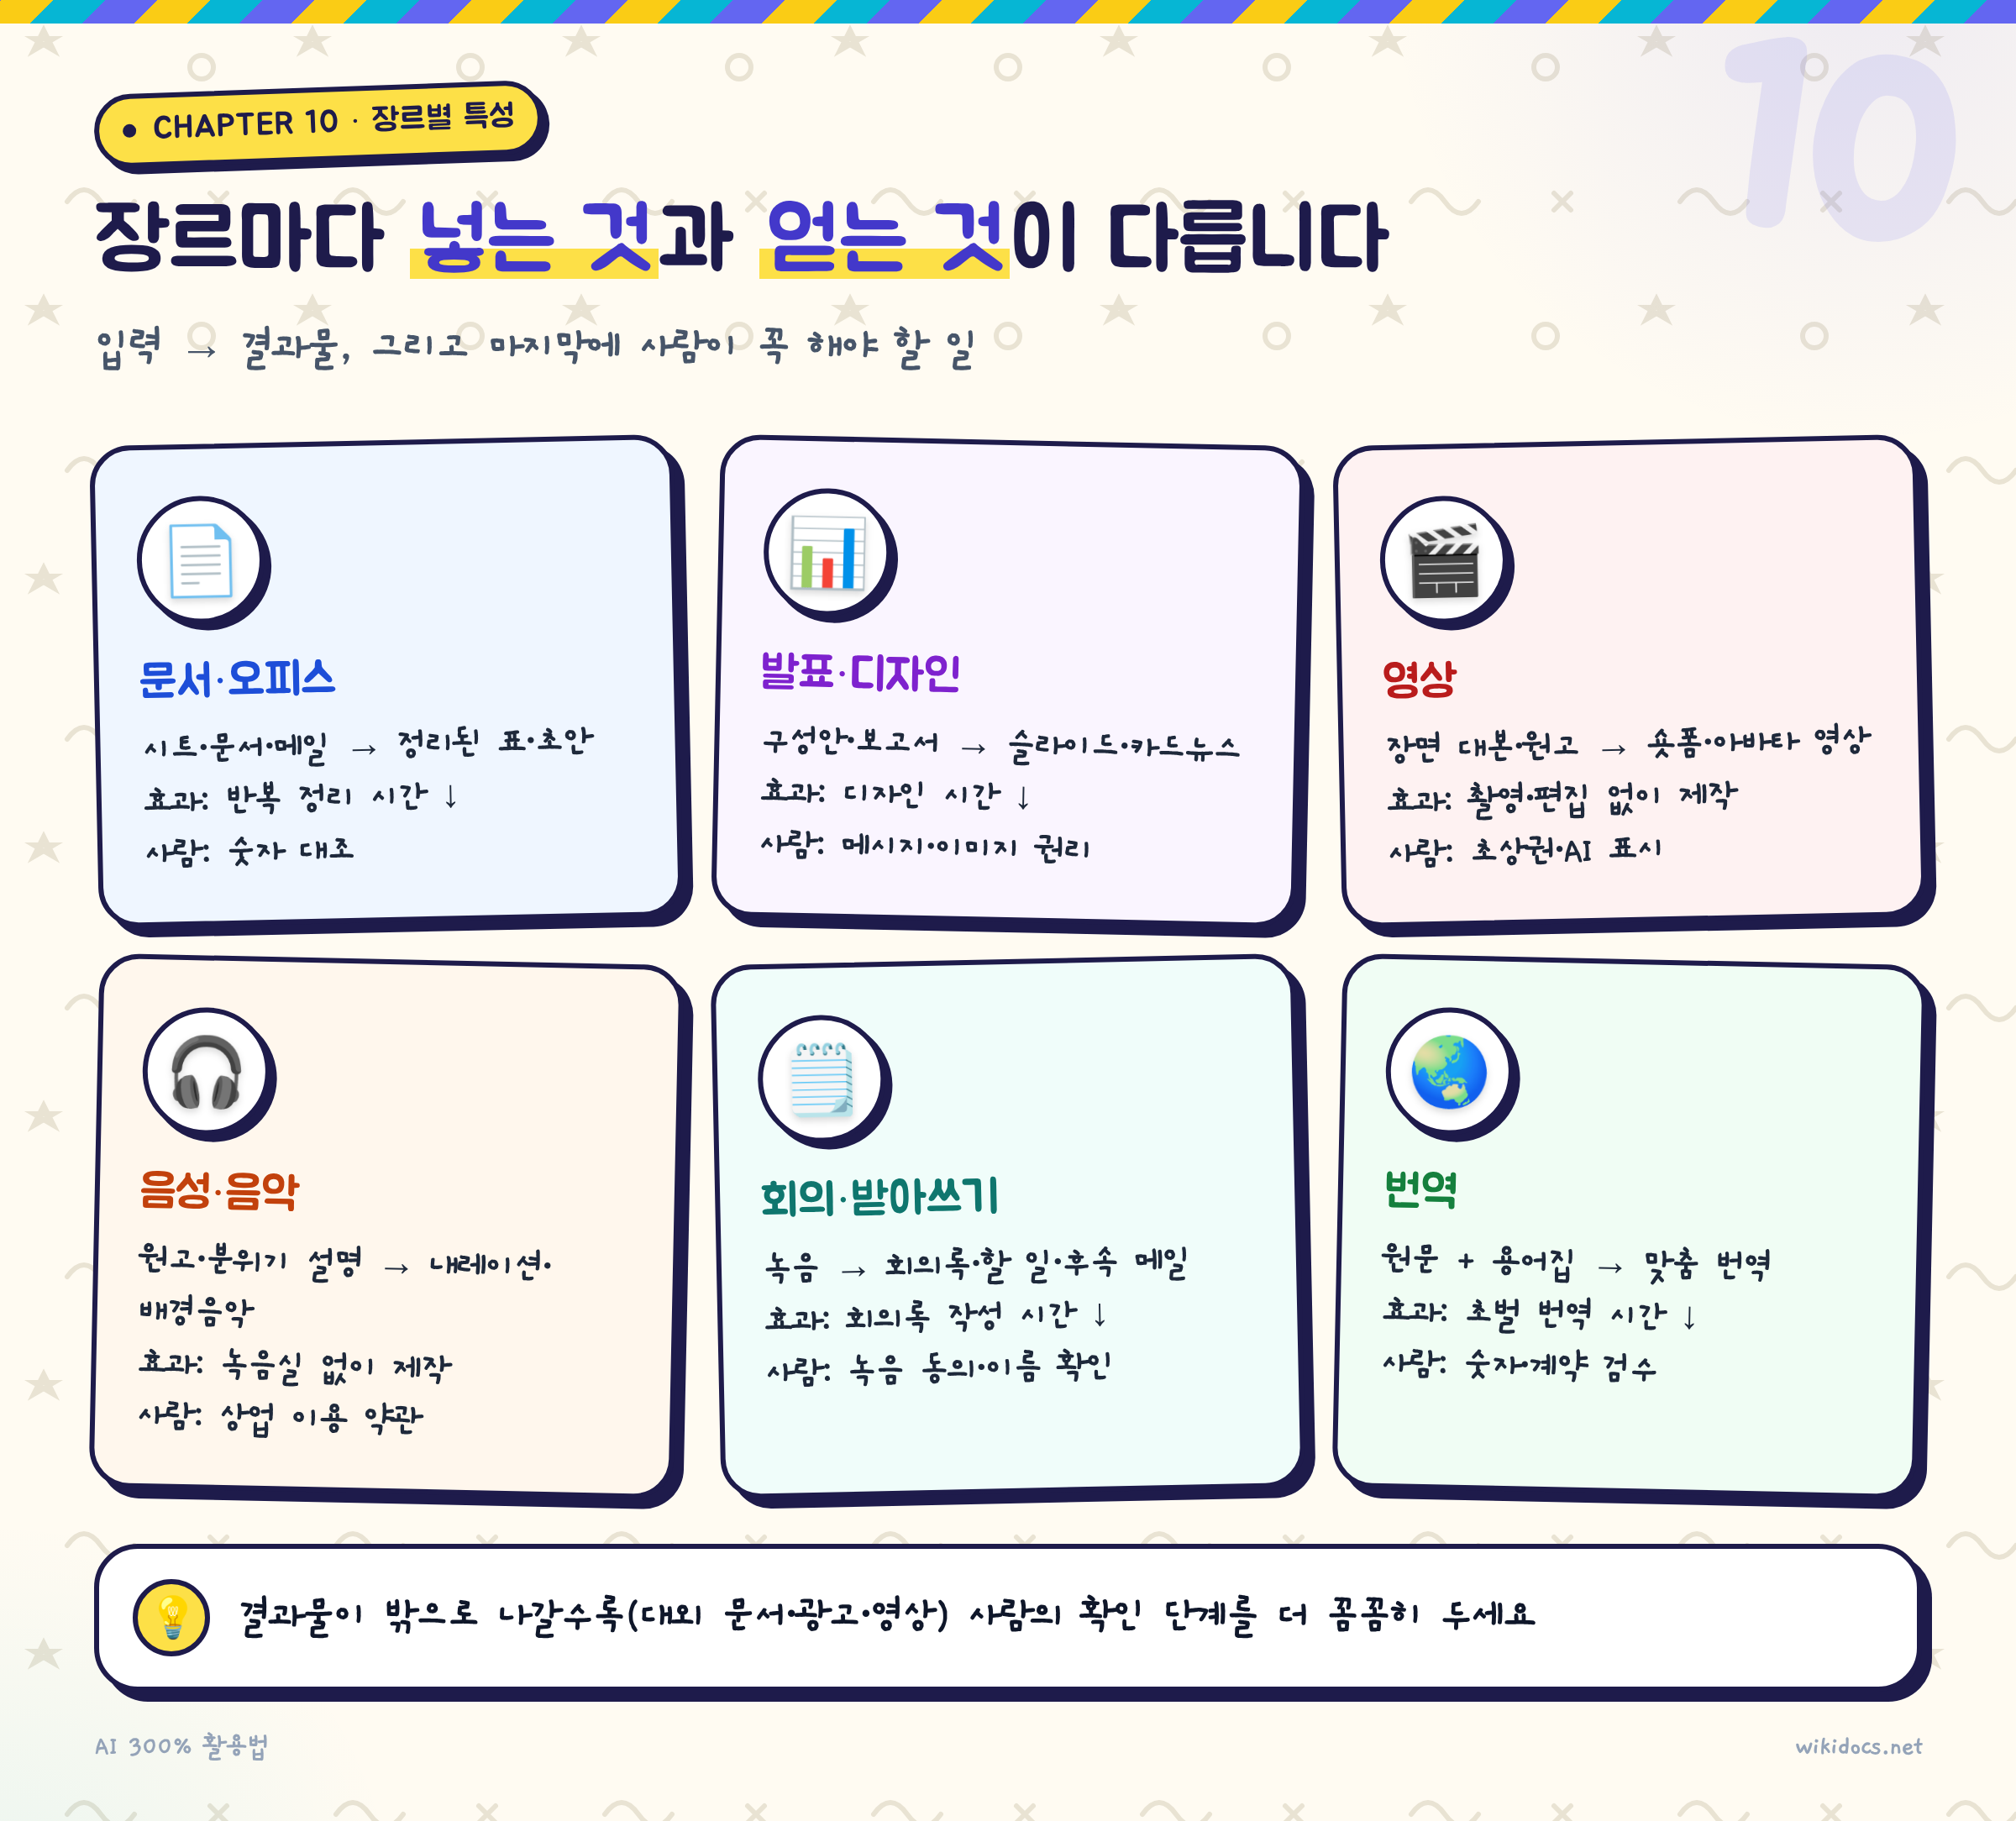 10
CHAPTER 10 · 장르별 특성
장르마다 넣는 것과 얻는 것이 다릅니다
입력 → 결과물, 그리고 마지막에 사람이 꼭 해야 할 일
문서·오피스
시트·문서·메일 → 정리된 표·초안
효과: 반복 정리 시간 ↓
사람: 숫자 대조
발표·디자인
구성안·보고서 → 슬라이드·카드뉴스
효과: 디자인 시간 ↓
사람: 메시지·이미지 권리
영상
장면 대본·원고 → 숏폼·아바타 영상
효과: 촬영·편집 없이 제작
사람: 초상권·AI 표시
음성·음악
원고·분위기 설명 → 내레이션·
배경음악
효과: 녹음실 없이 제작
사람: 상업 이용 약관
회의·받아쓰기
녹음 → 회의록·할 일·후속 메일
효과: 회의록 작성 시간 ↓
사람: 녹음 동의·이름 확인
번역
원문 + 용어집 → 맞춤 번역
효과: 초벌 번역 시간 ↓
사람: 숫자·계약 검수
결과물이 밖으로 나갈수록(대외 문서·광고·영상) 사람의 확인 단계를 더 꼼꼼히 두세요
AI 300% 활용법
wikidocs.net